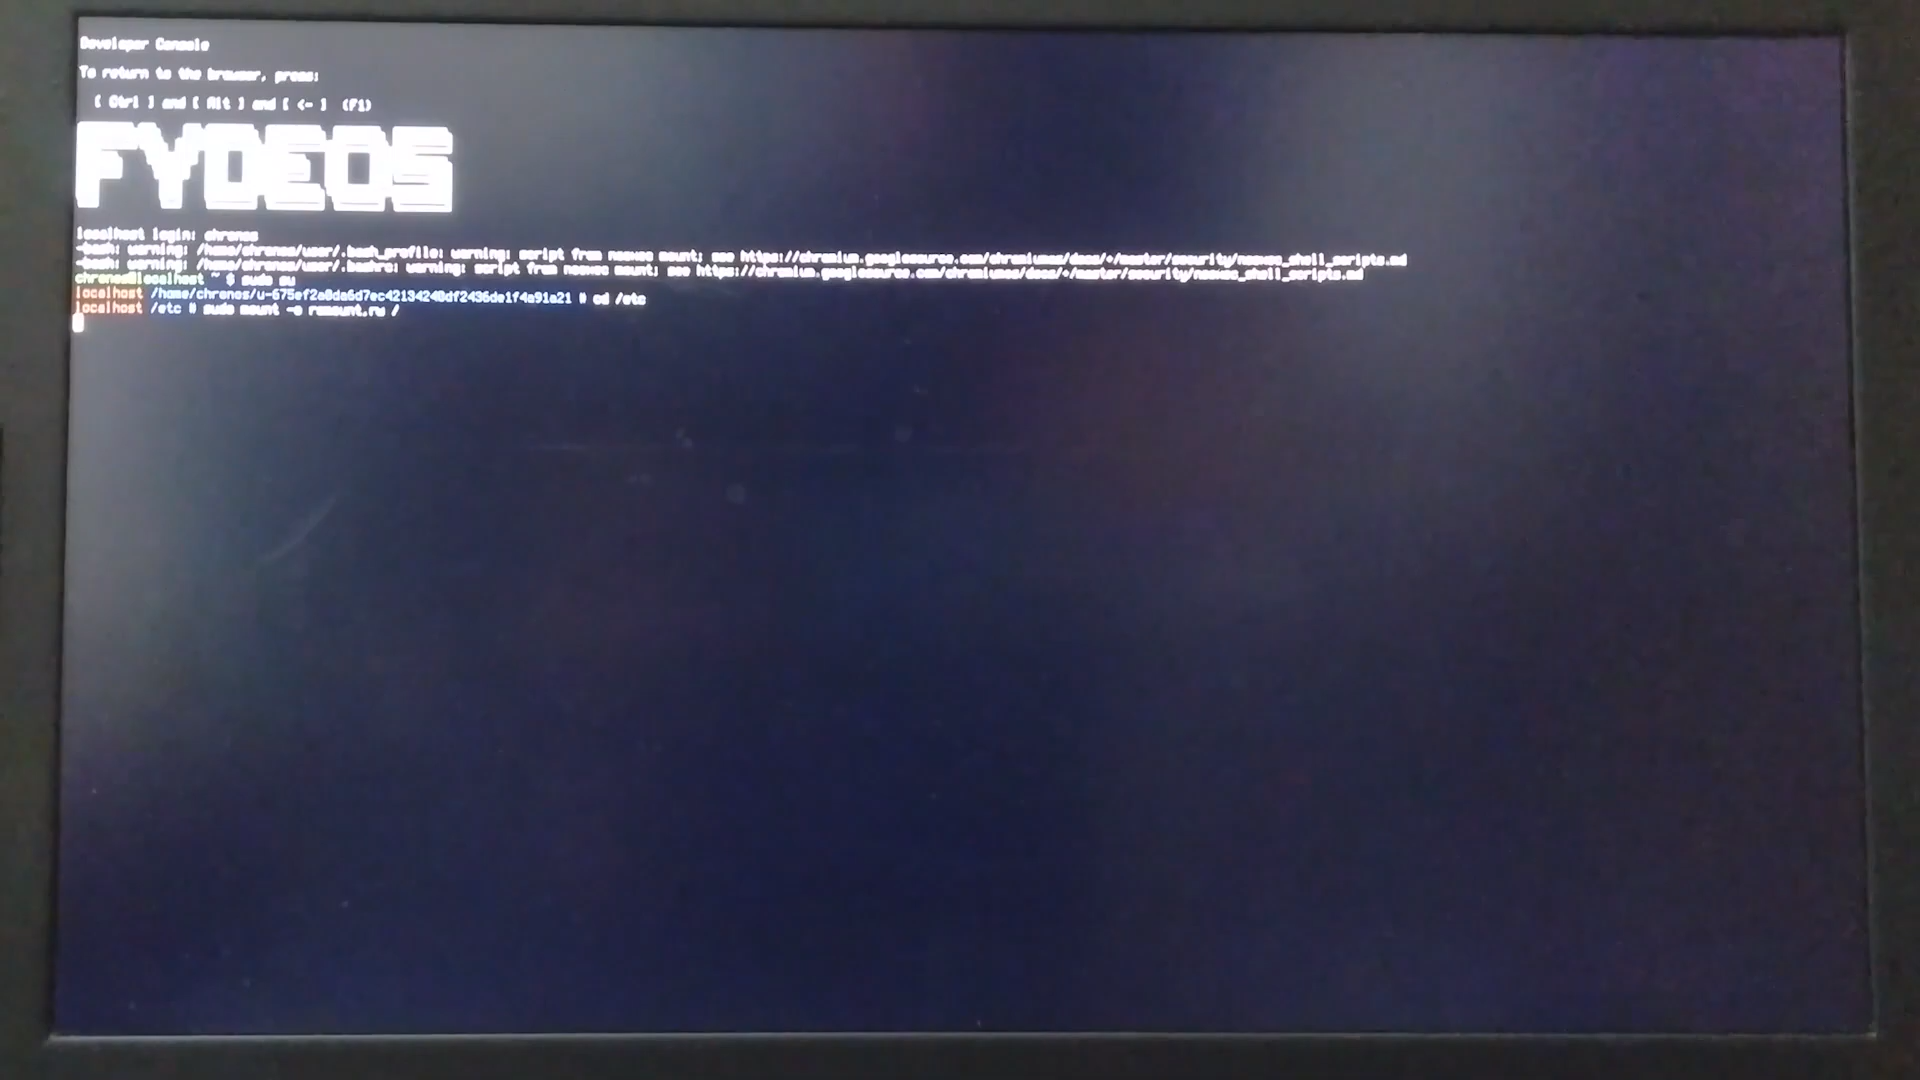 Developer Console
To return to the browser, press:
[ Ctrl ] and [ Alt ] and [ <- ] (F1)
FYDEOS
localhost login: chronos
-bash: warning: /home/chronos/user/.bash_profile: warning: script from noexec mount; see https://chromium.googlesource.com/chromiumos/docs/+/master/security/noexec_shell_scripts.md
-bash: warning: /home/chronos/user/.bashrc: warning: script from noexec mount; see https://chromium.googlesource.com/chromiumos/docs/+/master/security/noexec_shell_scripts.md
chronos@localhost ~ $ sudo su
localhost /home/chronos/u-675ef2a0da6d7ec42134240df2436de1f4a91a21 # cd /etc
localhost /etc # sudo mount -o remount,rw /